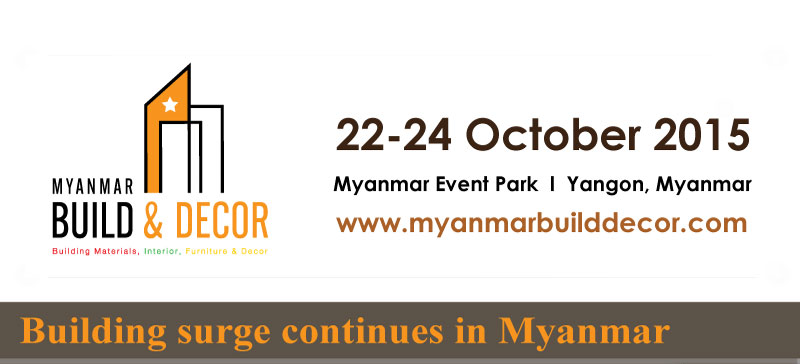 MYANMAR
BUILD & DECOR
Building Materials, Interior, Furniture & Decor
22-24 October 2015
Myanmar Event Park | Yangon, Myanmar
www.myanmarbuilddecor.com
Building surge continues in Myanmar